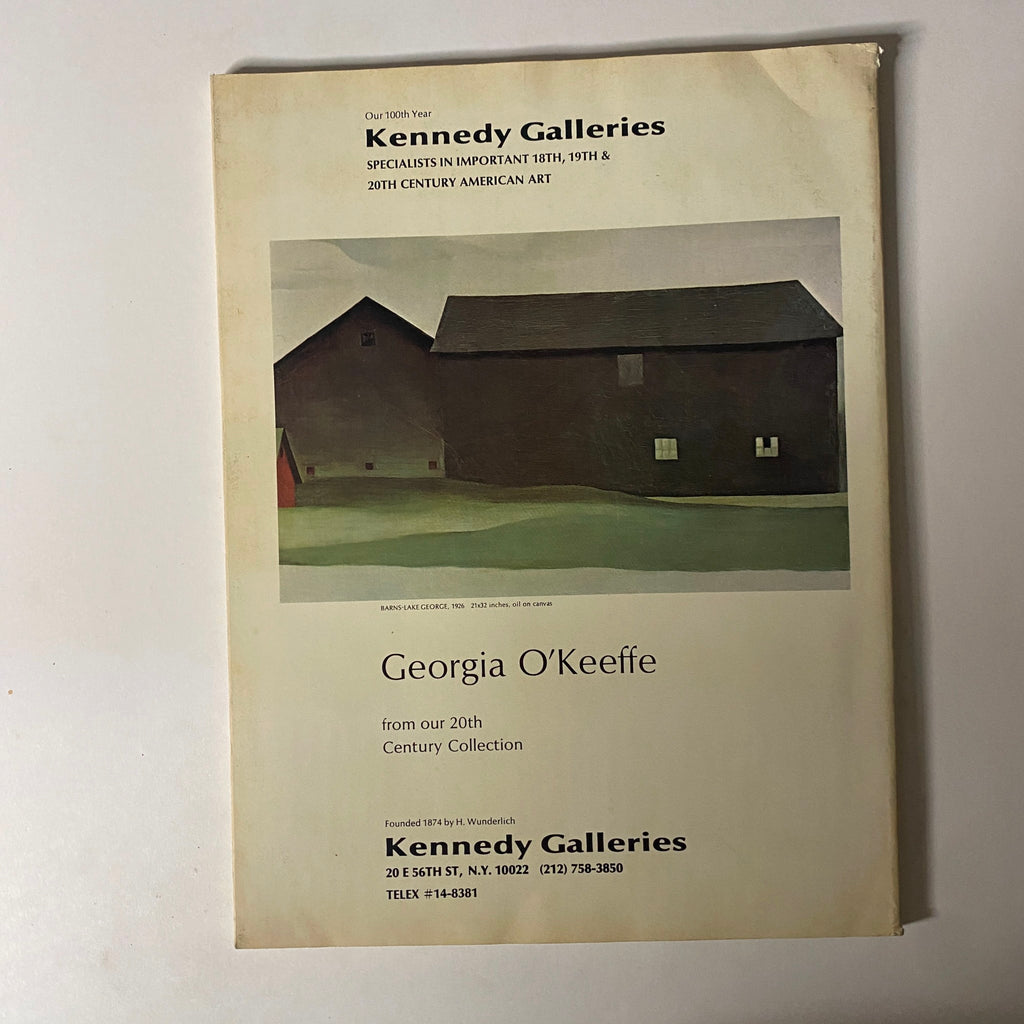 Our 100th Year
Kennedy Galleries
SPECIALISTS IN IMPORTANT 18TH, 19TH &
20TH CENTURY AMERICAN ART
BARNS-LAKE GEORGE, 1926 21x32 inches, oil on canvas
Georgia O'Keeffe
from our 20th
Century Collection
Founded 1874 by H. Wunderlich
Kennedy Galleries
20 E 56TH ST, N.Y. 10022 (212) 758-3850
TELEX #14-8381